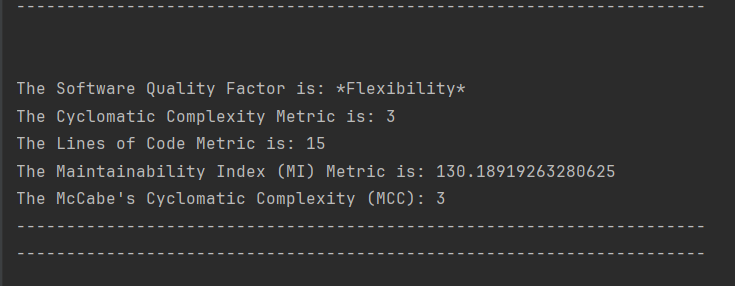 ----------------------------------------------------------------------
The Software Quality Factor is: *Flexibility*
The Cyclomatic Complexity Metric is: 3
The Lines of Code Metric is: 15
The Maintainability Index (MI) Metric is: 130.18919263280625
The McCabe's Cyclomatic Complexity (MCC): 3
----------------------------------------------------------------------
----------------------------------------------------------------------